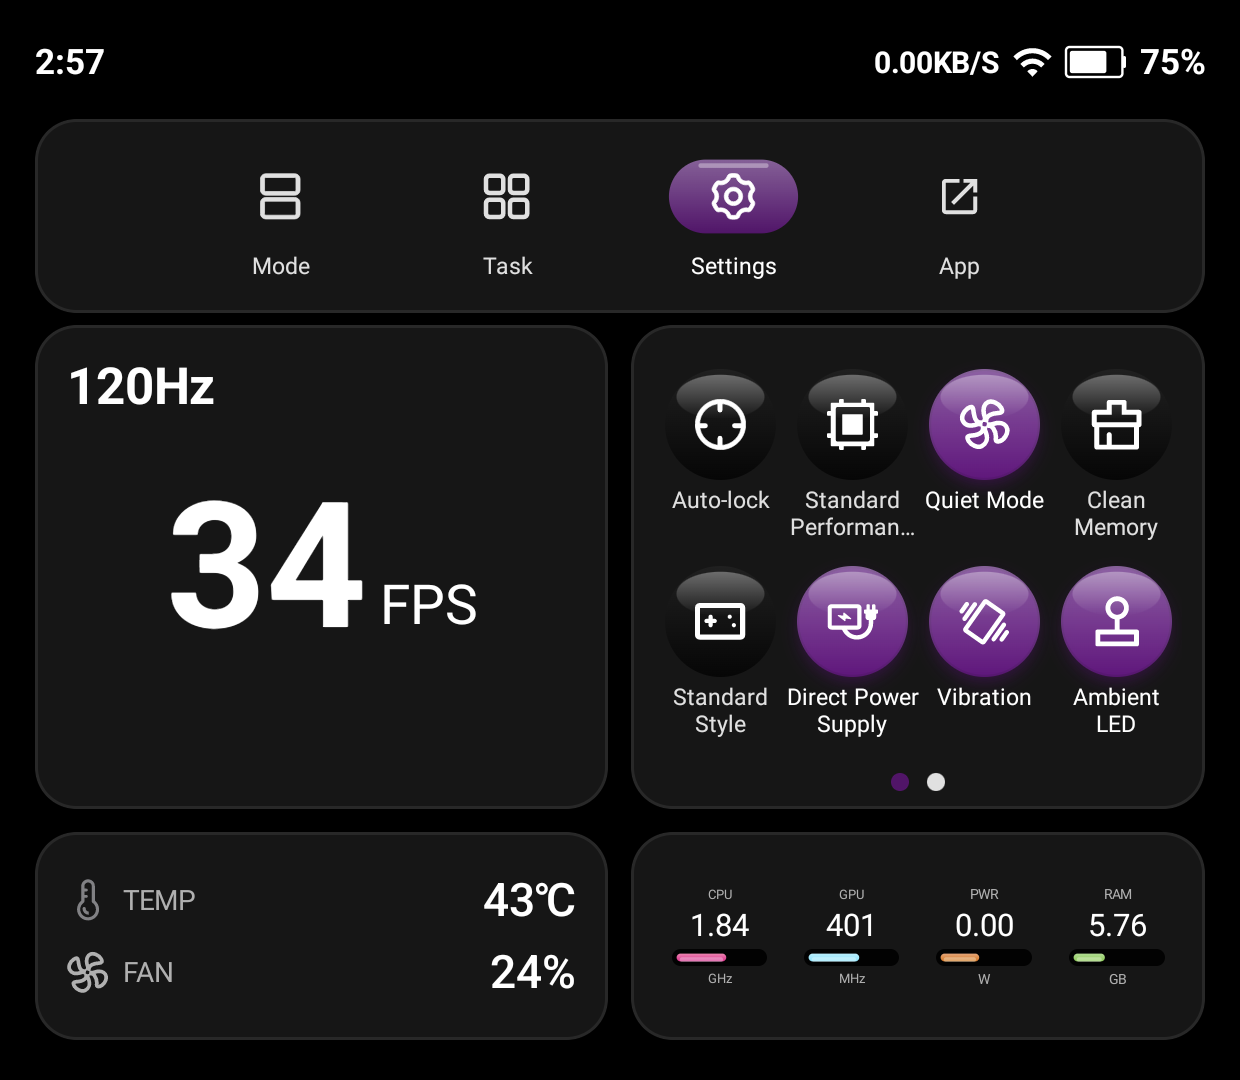 2:57
0.00KB/S 75%
Mode Task Settings App
120Hz
34 FPS
Auto-lock
Standard
Performan...
Quiet Mode
Clean
Memory
Standard
Style
Direct Power
Supply
Vibration
Ambient
LED
TEMP 43℃
FAN 24%
CPU
1.84
GHz
GPU
401
MHz
PWR
0.00
W
RAM
5.76
GB